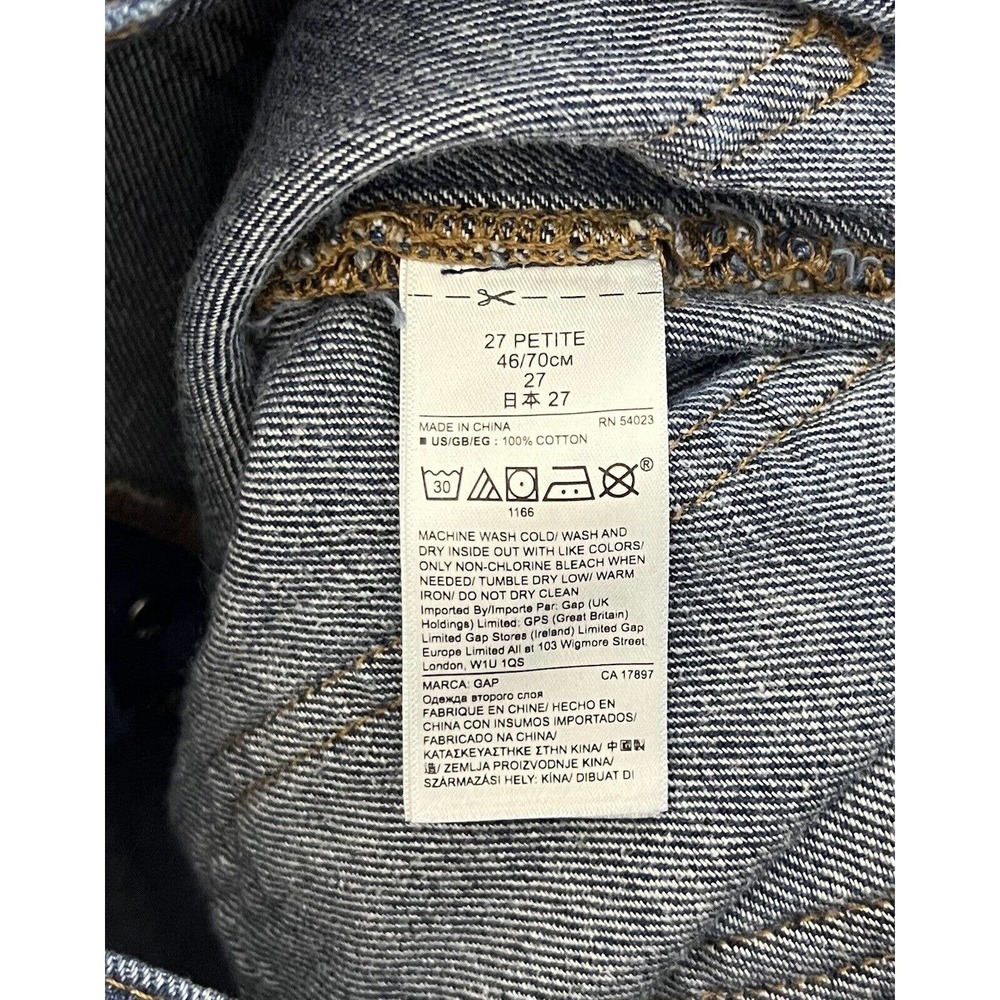 27 PETITE
46/70CM
27
日本 27
MADE IN CHINA RN 54023
US/GB/EG : 100% COTTON
30 ®
1166
MACHINE WASH COLD/ WASH AND
DRY INSIDE OUT WITH LIKE COLORS/
ONLY NON-CHLORINE BLEACH WHEN
NEEDED/ TUMBLE DRY LOW/ WARM
IRON/ DO NOT DRY CLEAN
Imported By/Importe Par: Gap (UK
Holdings) Limited: GPS (Great Britain)
Limited Gap Stores (Ireland) Limited Gap
Europe Limited All at 103 Wigmore Street,
London, W1U 1QS
MARCA: GAP CA 17897
Одежда второго слоя
FABRIQUE EN CHINE/ HECHO EN
CHINA CON INSUMOS IMPORTADOS/
FABRICADO NA CHINA/
ΚΑΤΑΣΚΕΥΑΣΤΗΚΕ ΣΤΗΝ ΚΙΝΑ/ 中國製
造/ ZEMLJA PROIZVODNJE KINA/
SZÁRMAZÁSI HELY: KÍNA/ DIBUAT DI